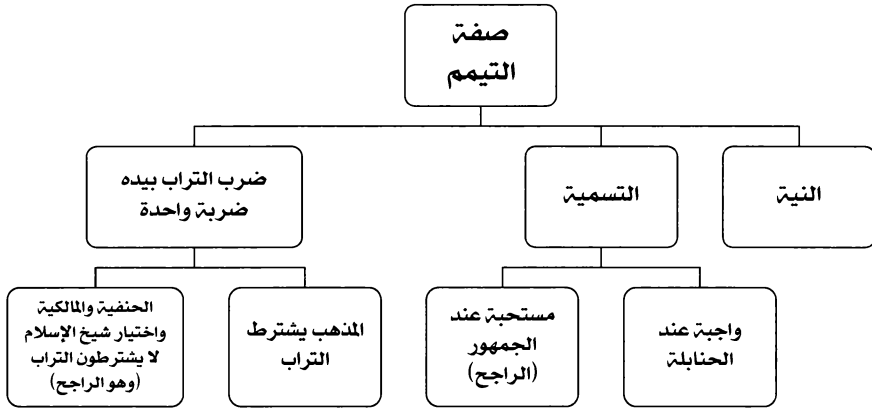 صفة
التيمم
النية
التسمية
ضرب التراب بيده
ضربة واحدة
واجبة عند
الحنابلة
مستحبة عند
الجمهور
(الراجح)
المذهب يشترط
التراب
الحنفية والمالكية
واختيار شيخ الإسلام
لا يشترطون التراب
(وهو الراجح)